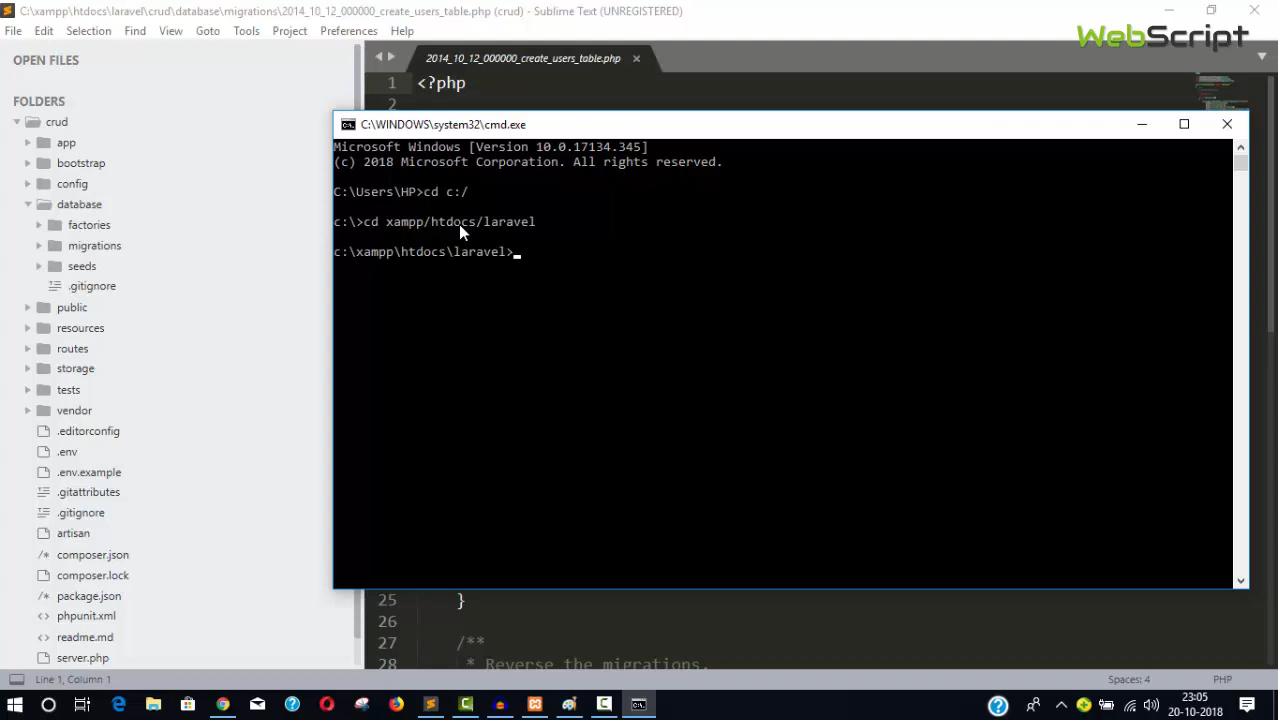 C:\xampp\htdocs\laravel\crud\database\migrations\2014_10_12_000000_create_users_table.php (crud) - Sublime Text (UNREGISTERED)
File Edit Selection Find View Goto Tools Project Preferences Help
WebScript
OPEN FILES
FOLDERS
crud
app
bootstrap
config
database
factories
migrations
seeds
.gitignore
public
resources
routes
storage
tests
vendor
.editorconfig
.env
.env.example
.gitattributes
.gitignore
artisan
/* composer.json
composer.lock
/* package.json
<> phpunit.xml
readme.md
server.php
2014_10_12_000000_create_users_table.php
1 <?php
2
C:\WINDOWS\system32\cmd.exe
Microsoft Windows [Version 10.0.17134.345]
(c) 2018 Microsoft Corporation. All rights reserved.
C:\Users\HP>cd c:/
c:\>cd xampp/htdocs/laravel
c:\xampp\htdocs\laravel>
25 }
26
27 /**
28 * Reverse the migrations.
Line 1, Column 1
Spaces: 4
PHP
23:05
20-10-2018